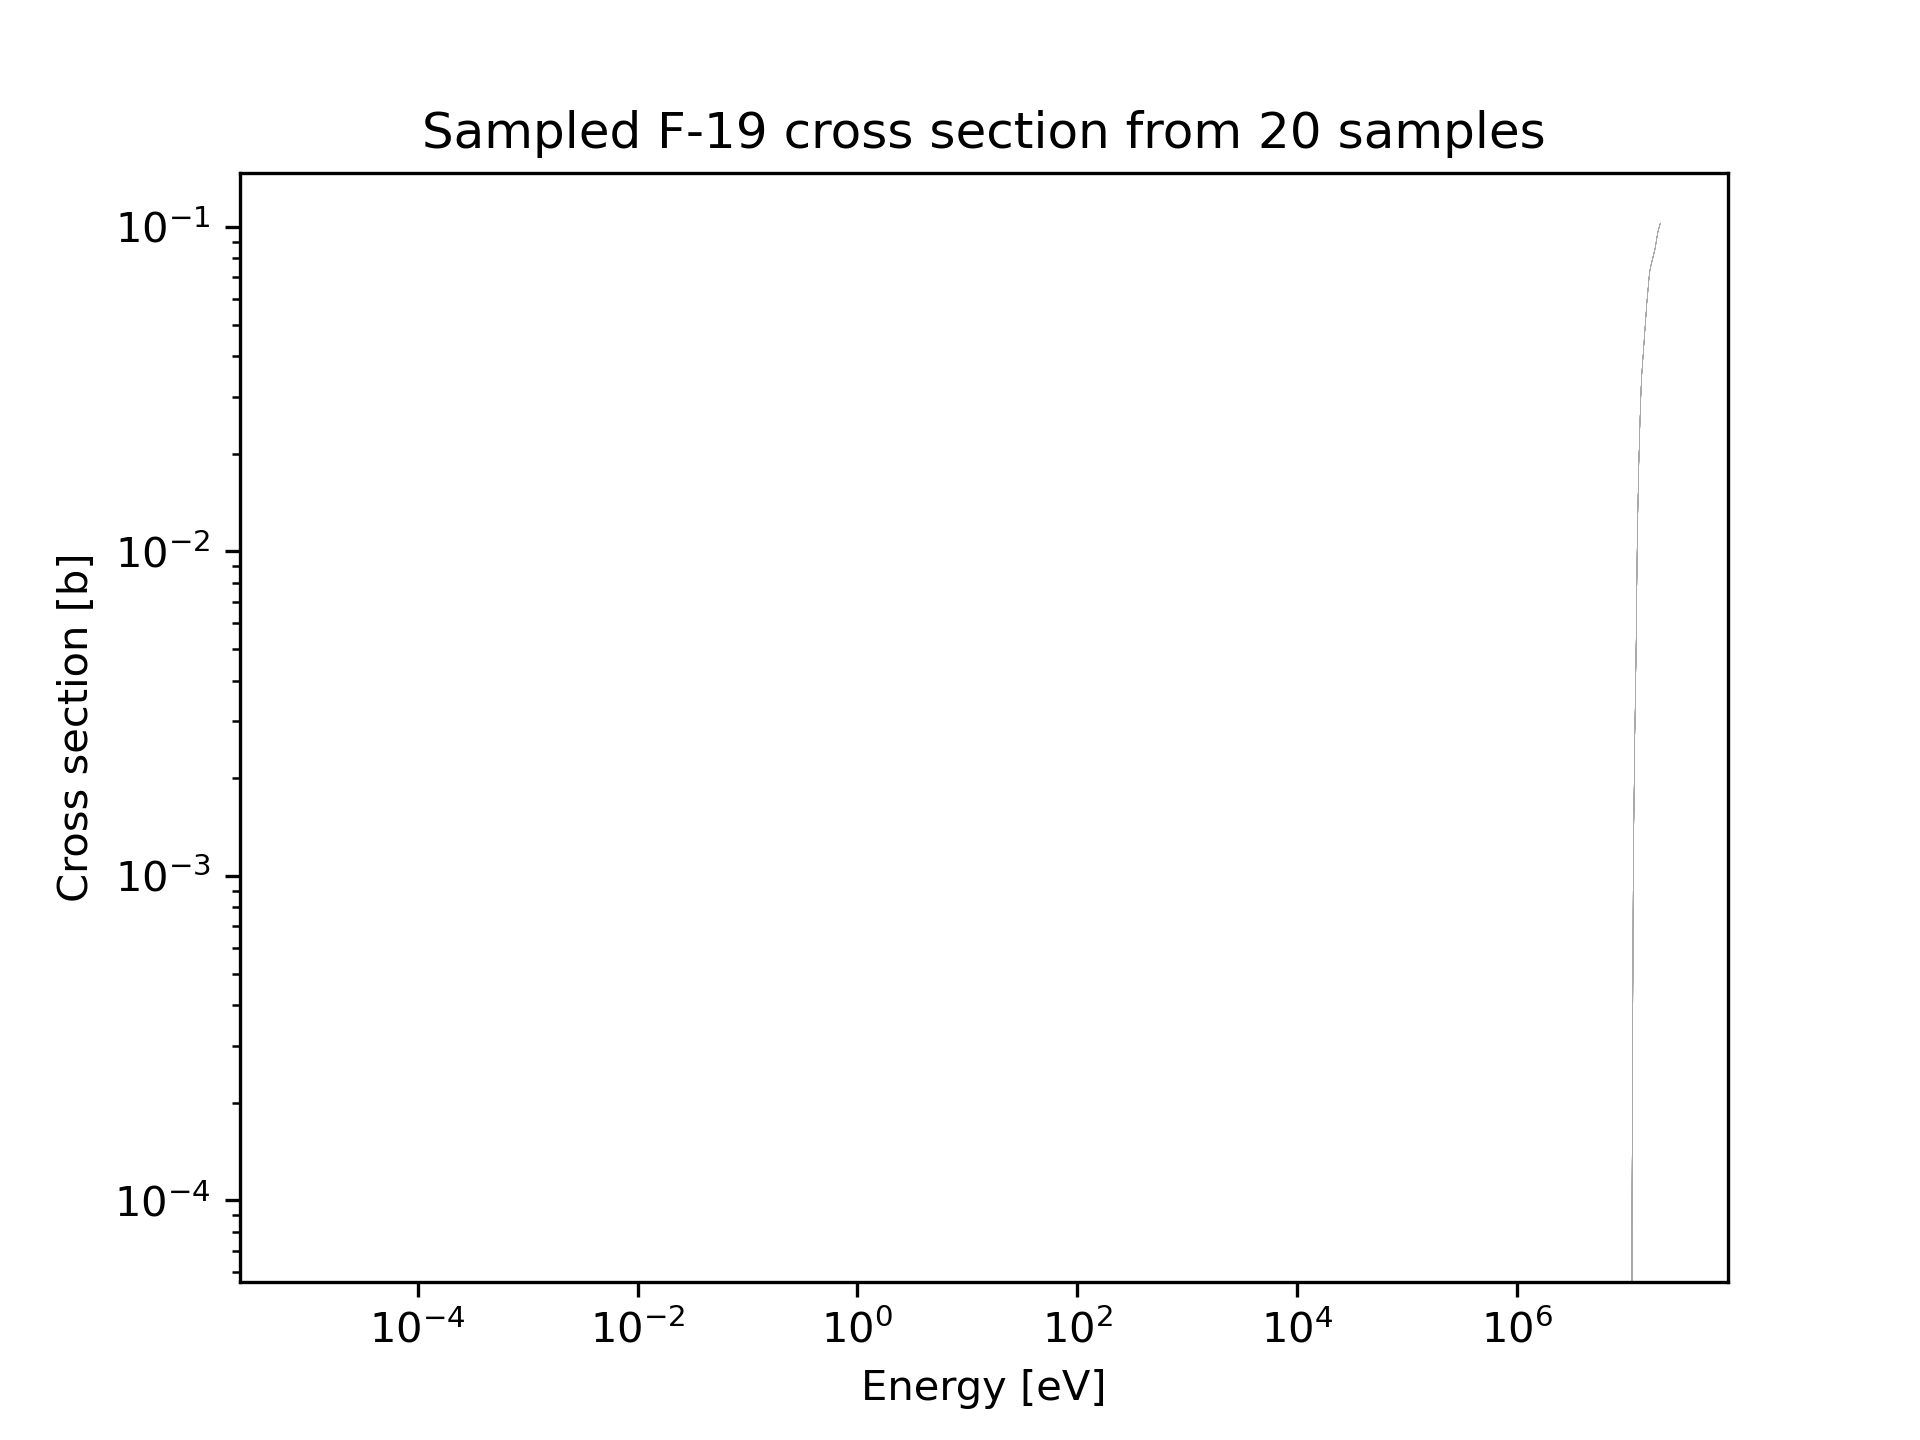 Sampled F-19 cross section from 20 samples
Cross section [b]
10⁻¹
10⁻²
10⁻³
10⁻⁴
10⁻⁴ 10⁻² 10⁰ 10² 10⁴ 10⁶
Energy [eV]